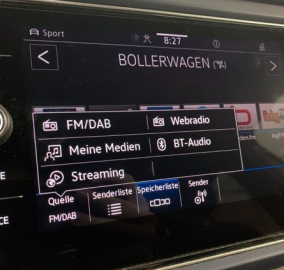 Sport
8:27
BOLLERWAGEN
FM/DAB
Webradio
Meine Medien
BT-Audio
Streaming
Quelle
FM/DAB
Senderliste
Speicherliste
Sender